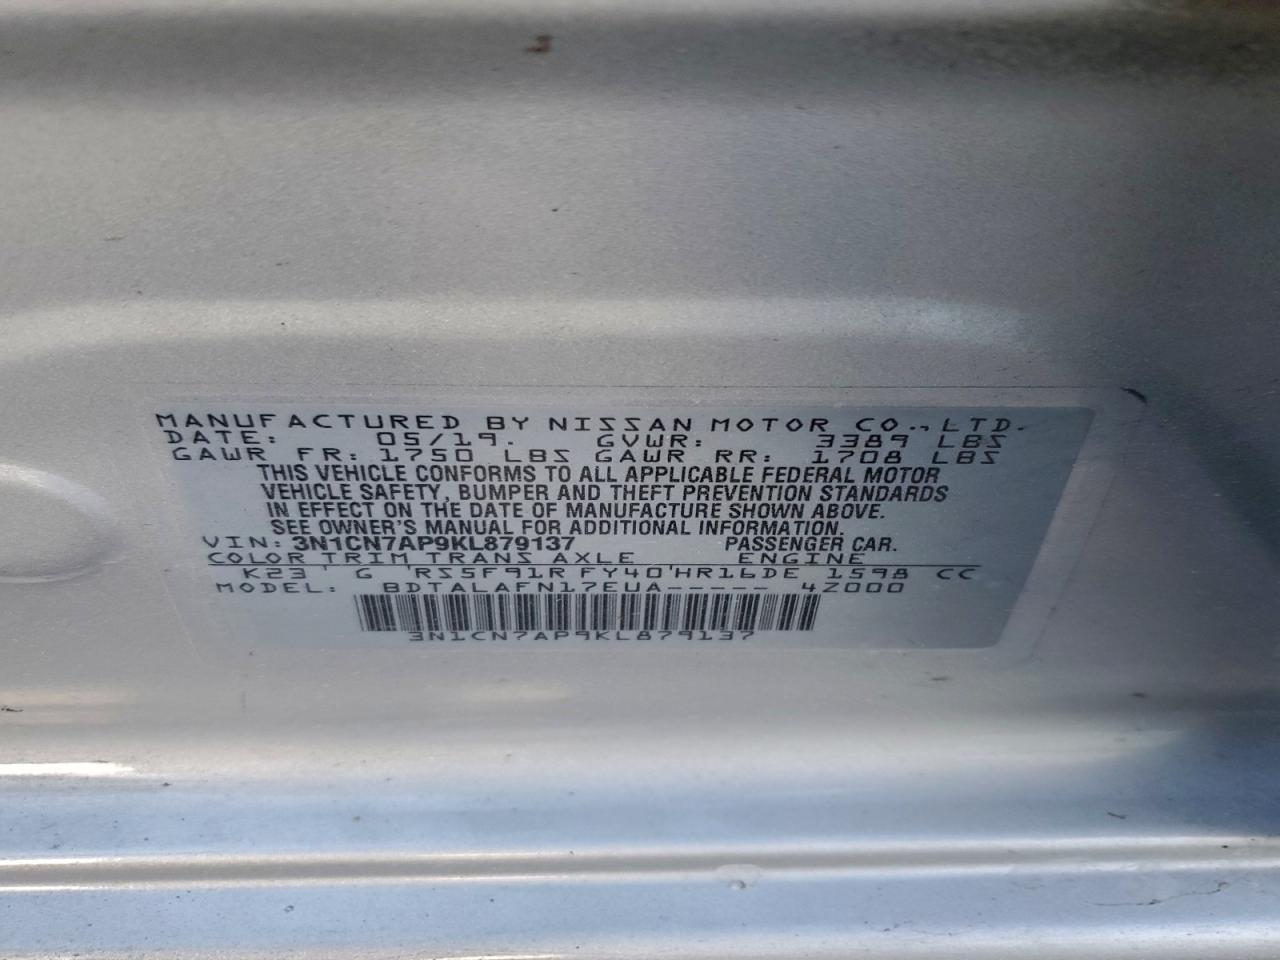 MANUFACTURED BY NISSAN MOTOR CO., LTD.
DATE: 05/19. GVWR: 3389 LBS
GAWR FR: 1750 LBS GAWR RR: 1708 LBS
THIS VEHICLE CONFORMS TO ALL APPLICABLE FEDERAL MOTOR
VEHICLE SAFETY, BUMPER AND THEFT PREVENTION STANDARDS
IN EFFECT ON THE DATE OF MANUFACTURE SHOWN ABOVE.
SEE OWNER'S MANUAL FOR ADDITIONAL INFORMATION.
VIN: 3N1CN7AP9KL879137 PASSENGER CAR.
COLOR TRIM TRANS AXLE ENGINE
K23 ' G 'RS5F91R FY40'HR16DE 1598 CC
MODEL: BDTALAFN17EUA----- 4Z000
3N1CN7AP9KL879137